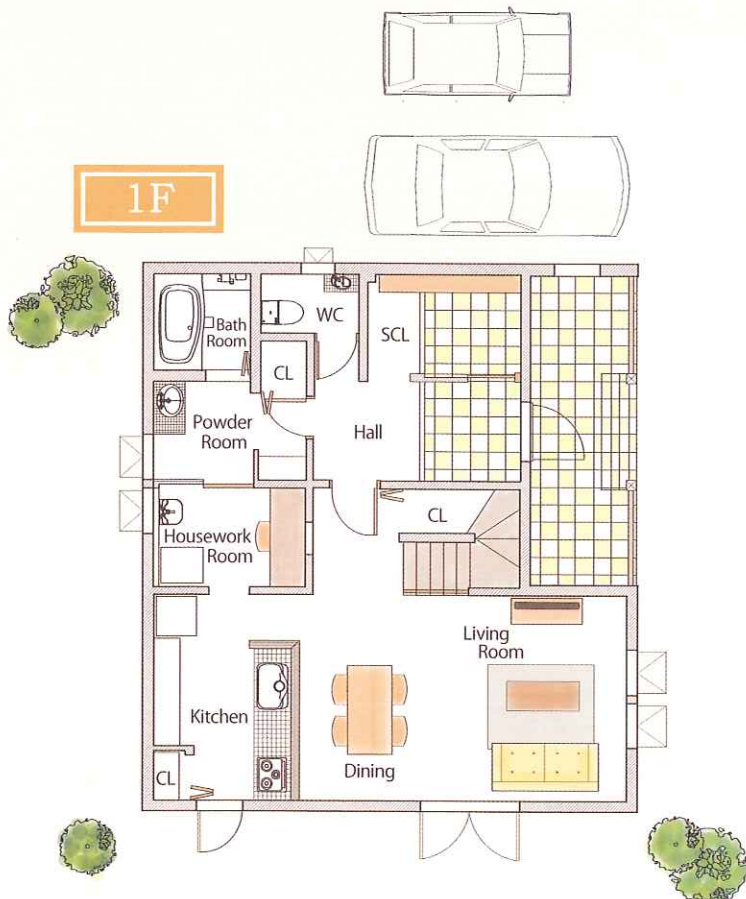 1F
Bath
Room
WC
SCL
CL
Powder
Room
Hall
CL
Housework
Room
Living
Room
Kitchen
Dining
CL